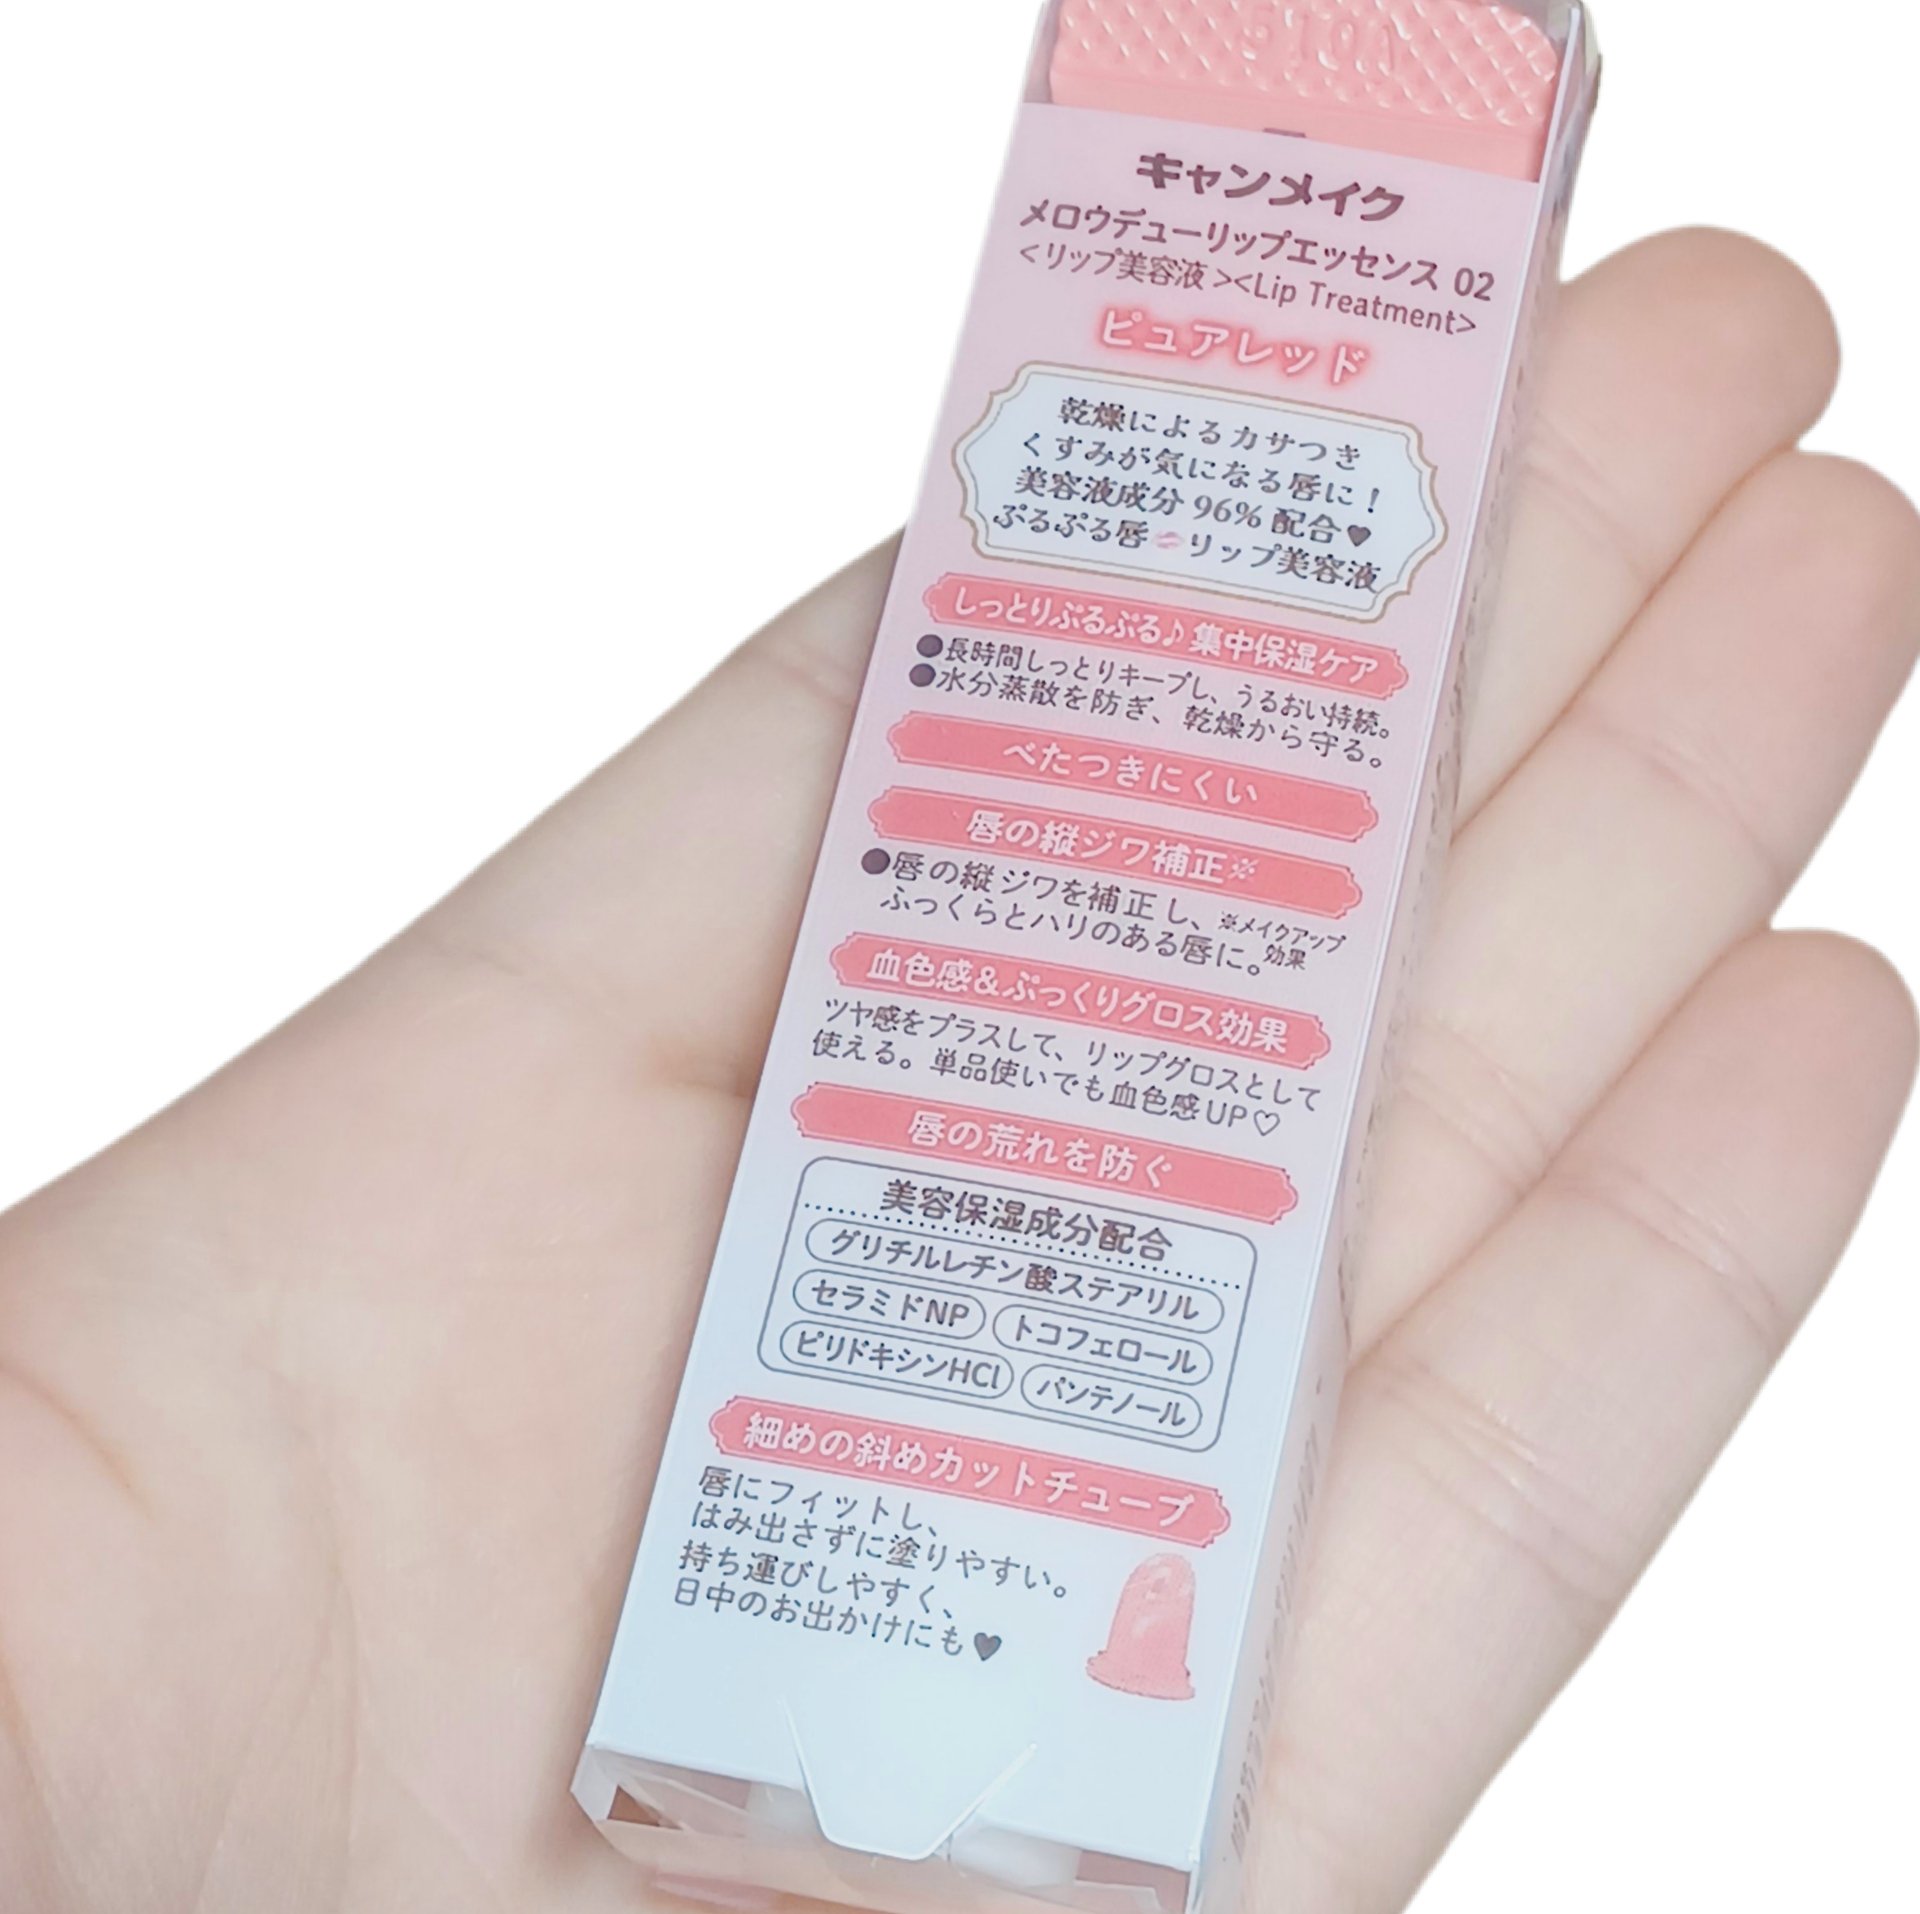 キャンメイク
メロウデューリップエッセンス 02
<リップ美容液><Lip Treatment>
ピュアレッド
乾燥によるカサつき
くすみが気になる唇に!
美容液成分 96% 配合♥
ぷるぷる唇💋リップ美容液
しっとりぷるぷる♪集中保湿ケア
●長時間しっとりキープし、うるおい持続。
●水分蒸散を防ぎ、乾燥から守る。
べたつきにくい
唇の縦ジワ補正※
●唇の縦ジワを補正し、
ふっくらとハリのある唇に。
※メイクアップ
効果
血色感&ぷっくりグロス効果
ツヤ感をプラスして、リップグロスとして
使える。単品使いでも血色感UP♡
唇の荒れを防ぐ
美容保湿成分配合
グリチルレチン酸ステアリル
セラミドNP トコフェロール
ピリドキシンHCl パンテノール
細めの斜めカットチューブ
唇にフィットし、
はみ出さずに塗りやすい。
持ち運びしやすく、
日中のお出かけにも♥